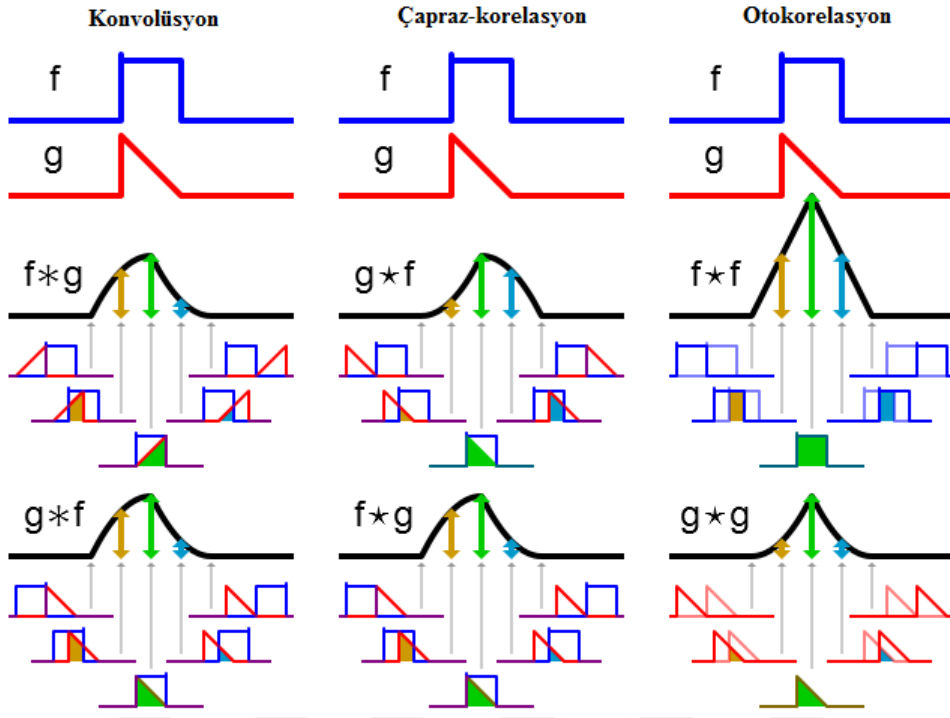 Konvolüsyon Çapraz-korelasyon Otokorelasyon
f f f
g g g
f∗g g⋆f f⋆f
g∗f f⋆g g⋆g